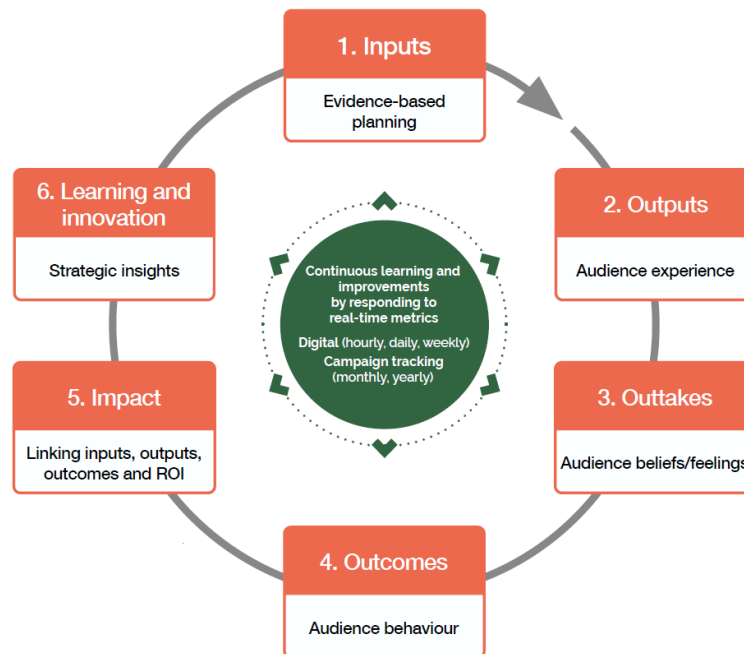 1. Inputs
Evidence-based
planning
2. Outputs
Audience experience
3. Outtakes
Audience beliefs/feelings
4. Outcomes
Audience behaviour
5. Impact
Linking inputs, outputs,
outcomes and ROI
6. Learning and
innovation
Strategic insights
Continuous learning and
improvements
by responding to
real-time metrics
Digital (hourly, daily, weekly)
Campaign tracking
(monthly, yearly)